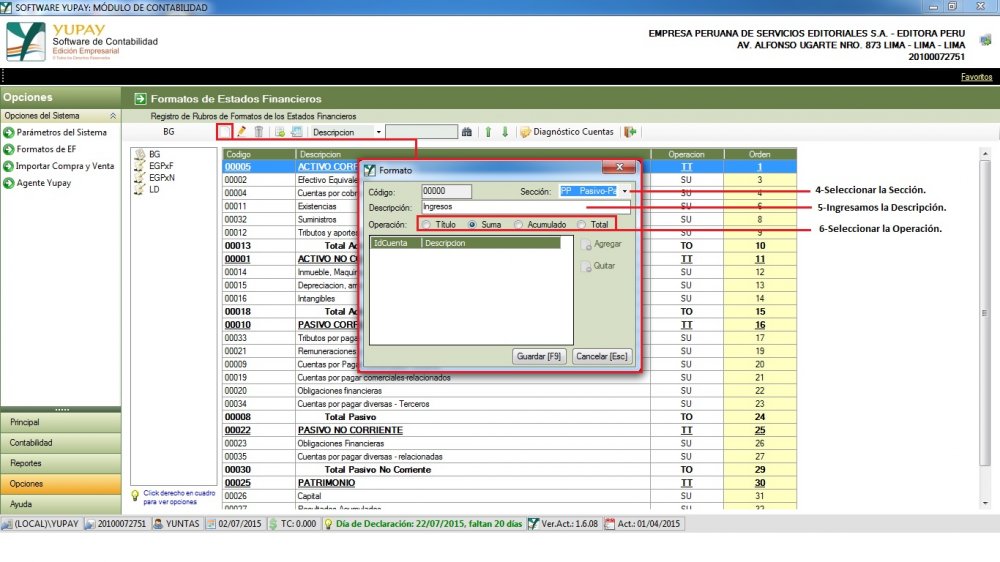 SOFTWARE YUPAY: MÓDULO DE CONTABILIDAD
YUPAY
Software de Contabilidad
Edición Empresarial
EMPRESA PERUANA DE SERVICIOS EDITORIALES S.A. - EDITORA PERU
AV. ALFONSO UGARTE NRO. 873 LIMA - LIMA - LIMA
20100072751
Favoritos
Opciones
Opciones del Sistema
Parámetros del Sistema
Formatos de EF
Importar Compra y Venta
Agente Yupay
Formatos de Estados Financieros
Registro de Rubros de Formatos de los Estados Financieros
BG Descripcion Diagnóstico Cuentas
BG
EGPxF
EGPxN
LD
Codigo Descripcion Operacion Orden
00005 ACTIVO CORR TT 1
00002 Efectivo Equivale SU 3
00004 Cuentas por cobr SU 4
00011 Existencias SU 6
00032 Suministros SU 8
00012 Tributos y aportes SU 9
00013 Total Ac TO 10
00001 ACTIVO NO CO TT 11
00014 Inmueble, Maquin SU 12
00015 Depreciacion, am SU 13
00016 Intangibles SU 14
00018 Total Ac TO 15
00010 PASIVO CORR TT 16
00033 Tributos por paga SU 17
00021 Remuneraciones SU 19
00009 Cuentas por Paga SU 20
00019 Cuentas por pagar comerciales-relacionados SU 21
00020 Obligaciones financieras SU 22
00034 Cuentas por pagar diversas - Terceros SU 23
00008 Total Pasivo TO 24
00022 PASIVO NO CORRIENTE TT 25
00023 Obligaciones Financieras SU 26
00035 Cuentas por pagar diversas - relacionadas SU 27
00030 Total Pasivo No Corriente TO 29
00025 PATRIMONIO TT 30
00026 Capital SU 31
00027 Resultados Acumulados
Formato
Código: 00000 Sección: PP Pasivo-Pa
Descripción: Ingresos
Operación: Título Suma Acumulado Total
IdCuenta Descripcion
Agregar
Quitar
Guardar [F9] Cancelar [Esc]
4-Seleccionar la Sección.
5-Ingresamos la Descripción.
6-Seleccionar la Operación.
Principal
Contabilidad
Reportes
Opciones
Ayuda
Click derecho en cuadro
para ver opciones
(LOCAL)\YUPAY 20100072751 YUNTAS 02/07/2015 TC: 0.000 Día de Declaración: 22/07/2015, faltan 20 días Ver.Act.: 1.6.08 Act.: 01/04/2015